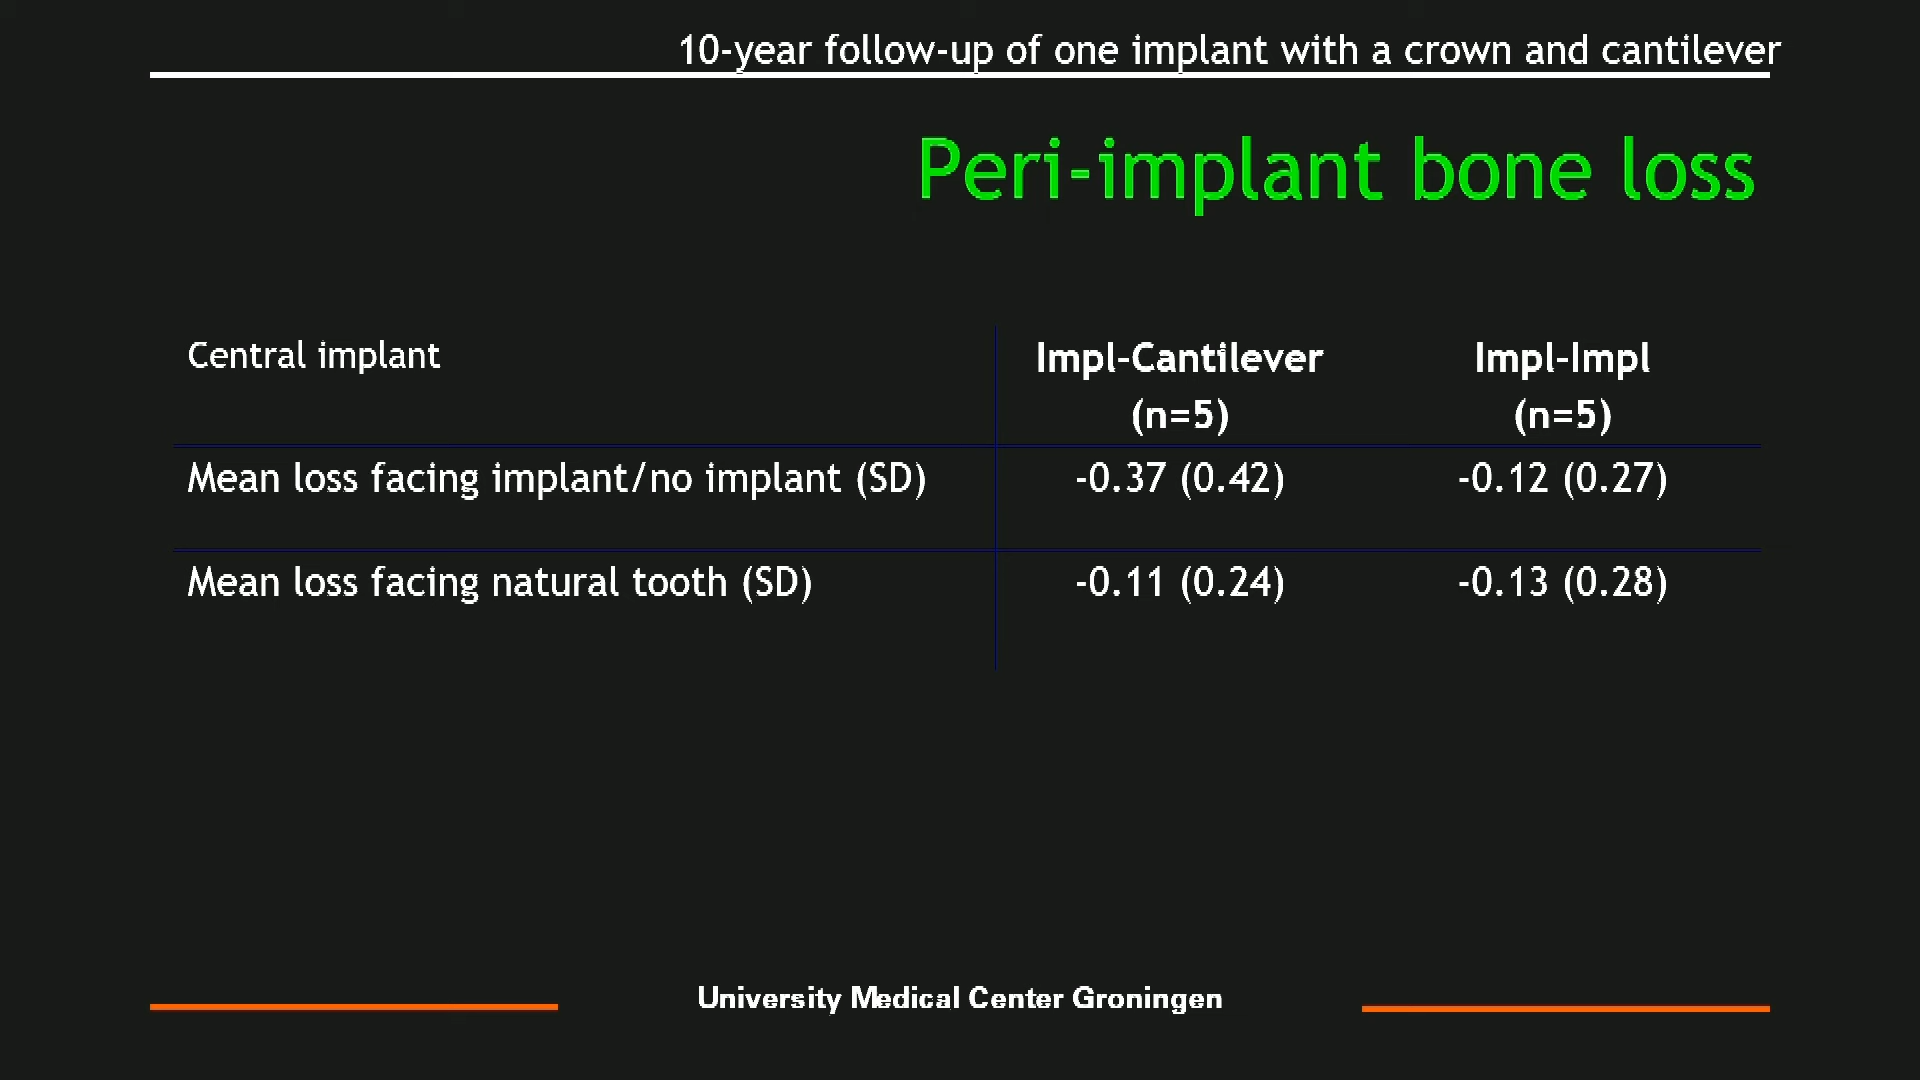 10-year follow-up of one implant with a crown and cantilever
Peri-implant bone loss
Central implant Impl-Cantilever Impl-Impl
(n=5) (n=5)
Mean loss facing implant/no implant (SD) -0.37 (0.42) -0.12 (0.27)
Mean loss facing natural tooth (SD) -0.11 (0.24) -0.13 (0.28)
University Medical Center Groningen